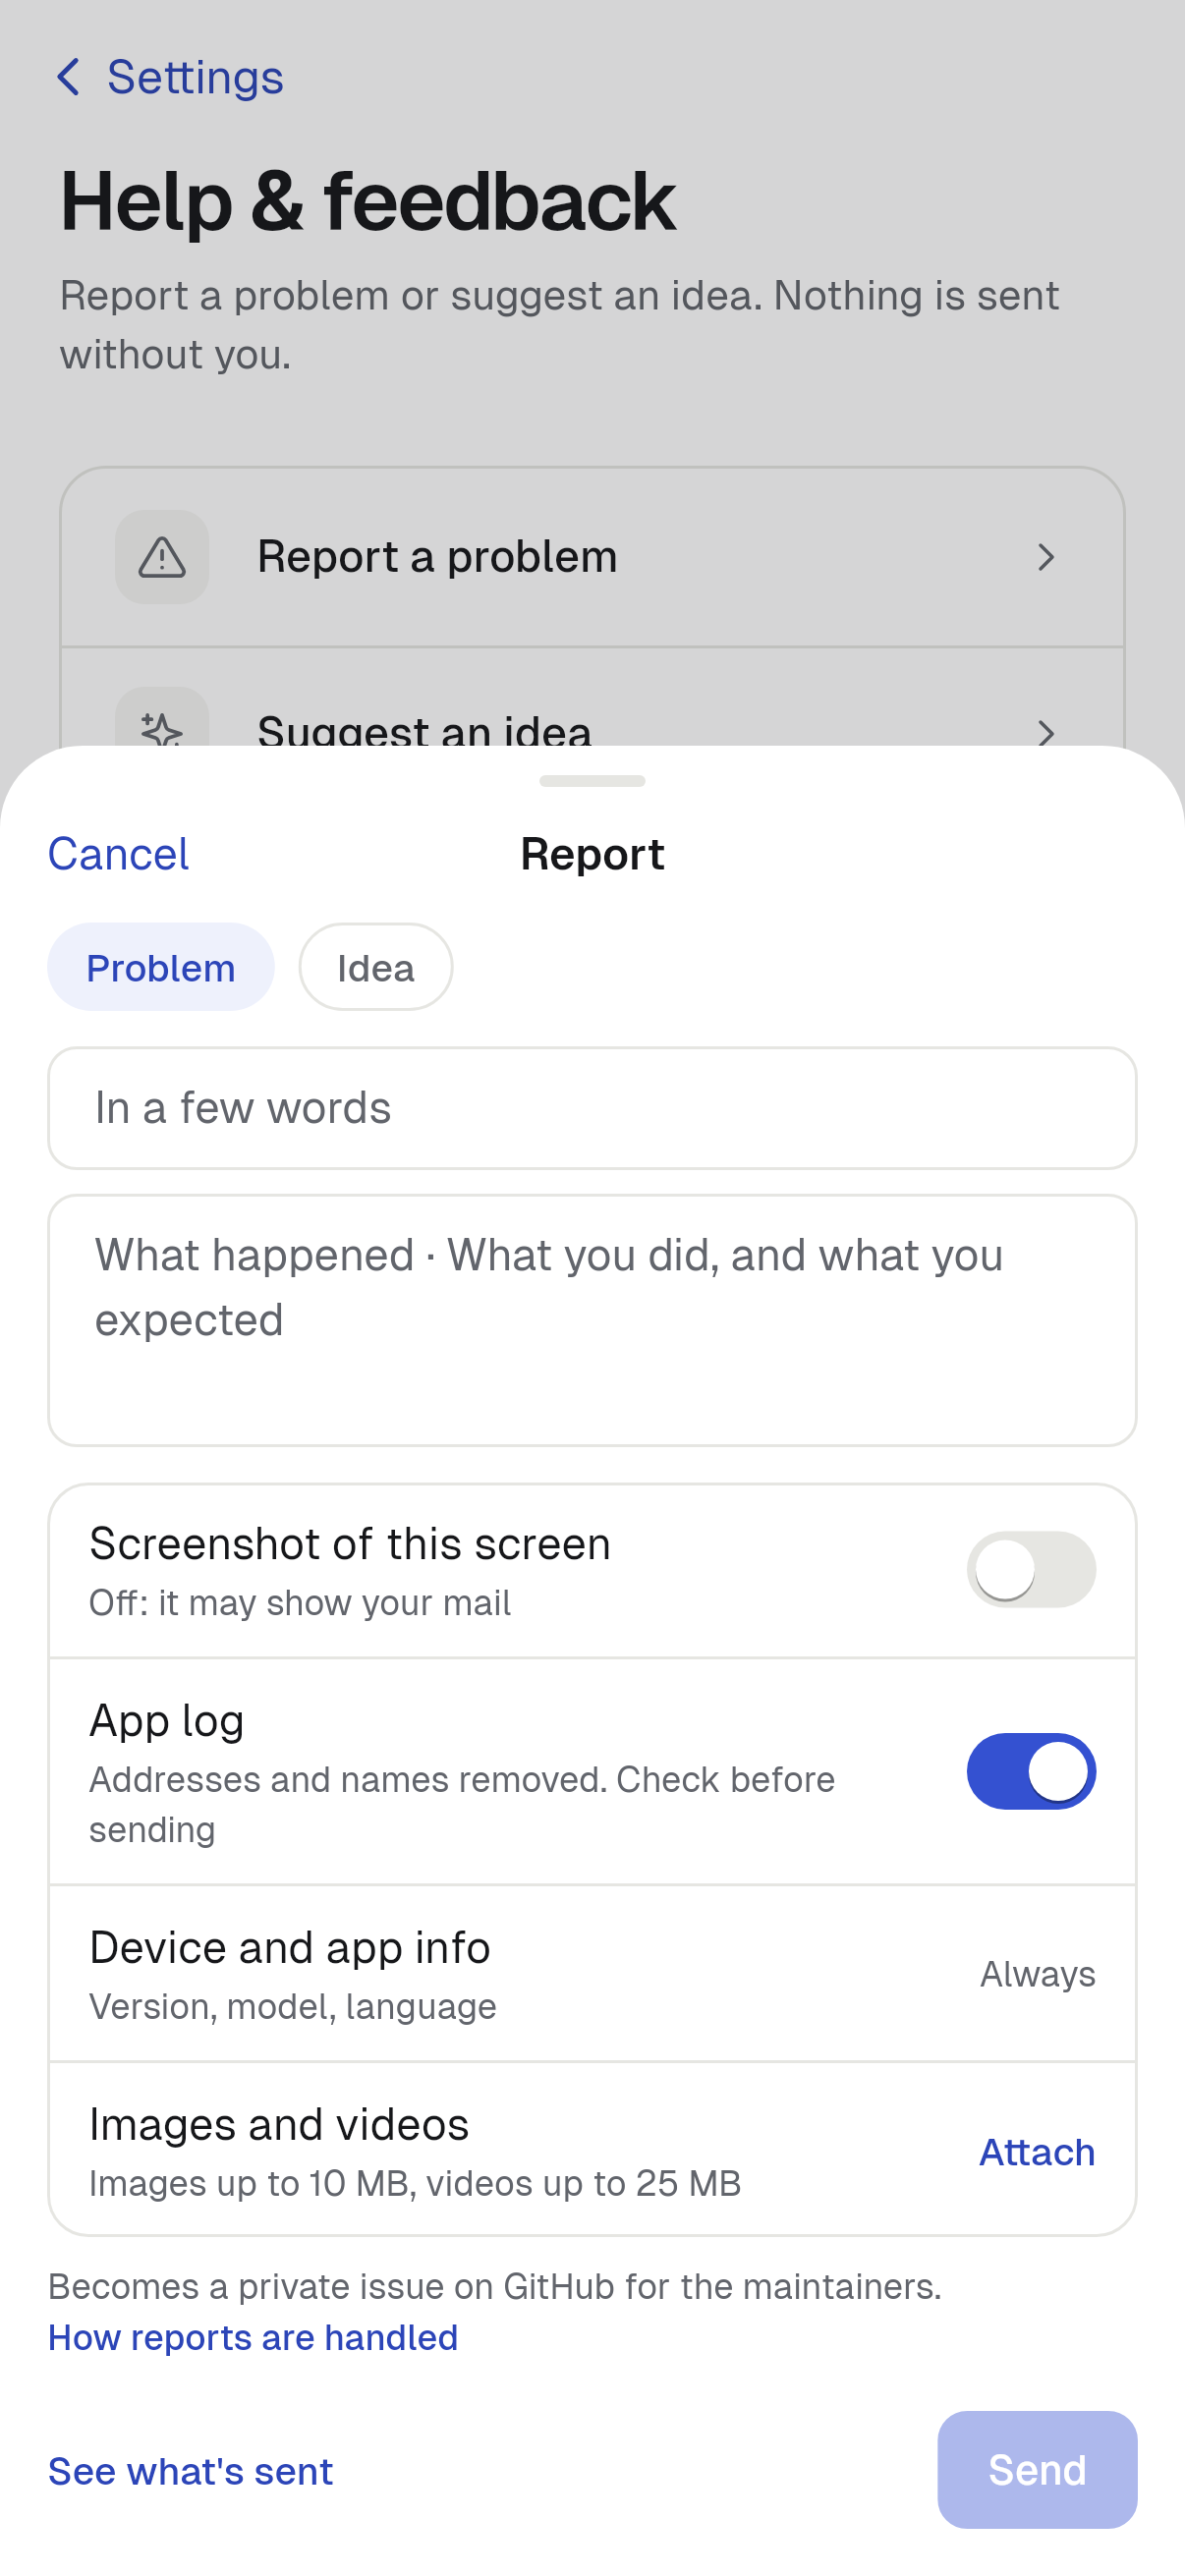 Settings
Help & feedback
Report a problem or suggest an idea. Nothing is sent
without you.
Report a problem
Suggest an idea
Cancel
Report
Problem
Idea
In a few words
What happened · What you did, and what you
expected
Screenshot of this screen
Off: it may show your mail
App log
Addresses and names removed. Check before
sending
Device and app info
Version, model, language
Always
Images and videos
Images up to 10 MB, videos up to 25 MB
Attach
Becomes a private issue on GitHub for the maintainers.
How reports are handled
See what's sent
Send